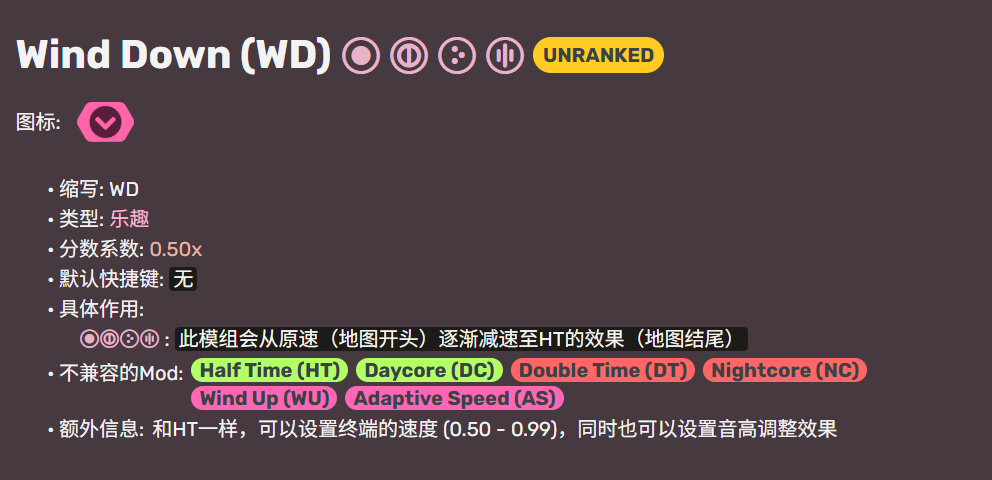 Wind Down (WD) UNRANKED
图标:
• 缩写: WD
• 类型: 乐趣
• 分数系数: 0.50x
• 默认快捷键: 无
• 具体作用:
: 此模组会从原速（地图开头）逐渐减速至HT的效果（地图结尾）
• 不兼容的Mod: Half Time (HT) Daycore (DC) Double Time (DT) Nightcore (NC)
Wind Up (WU) Adaptive Speed (AS)
• 额外信息: 和HT一样，可以设置终端的速度 (0.50 - 0.99)，同时也可以设置音高调整效果